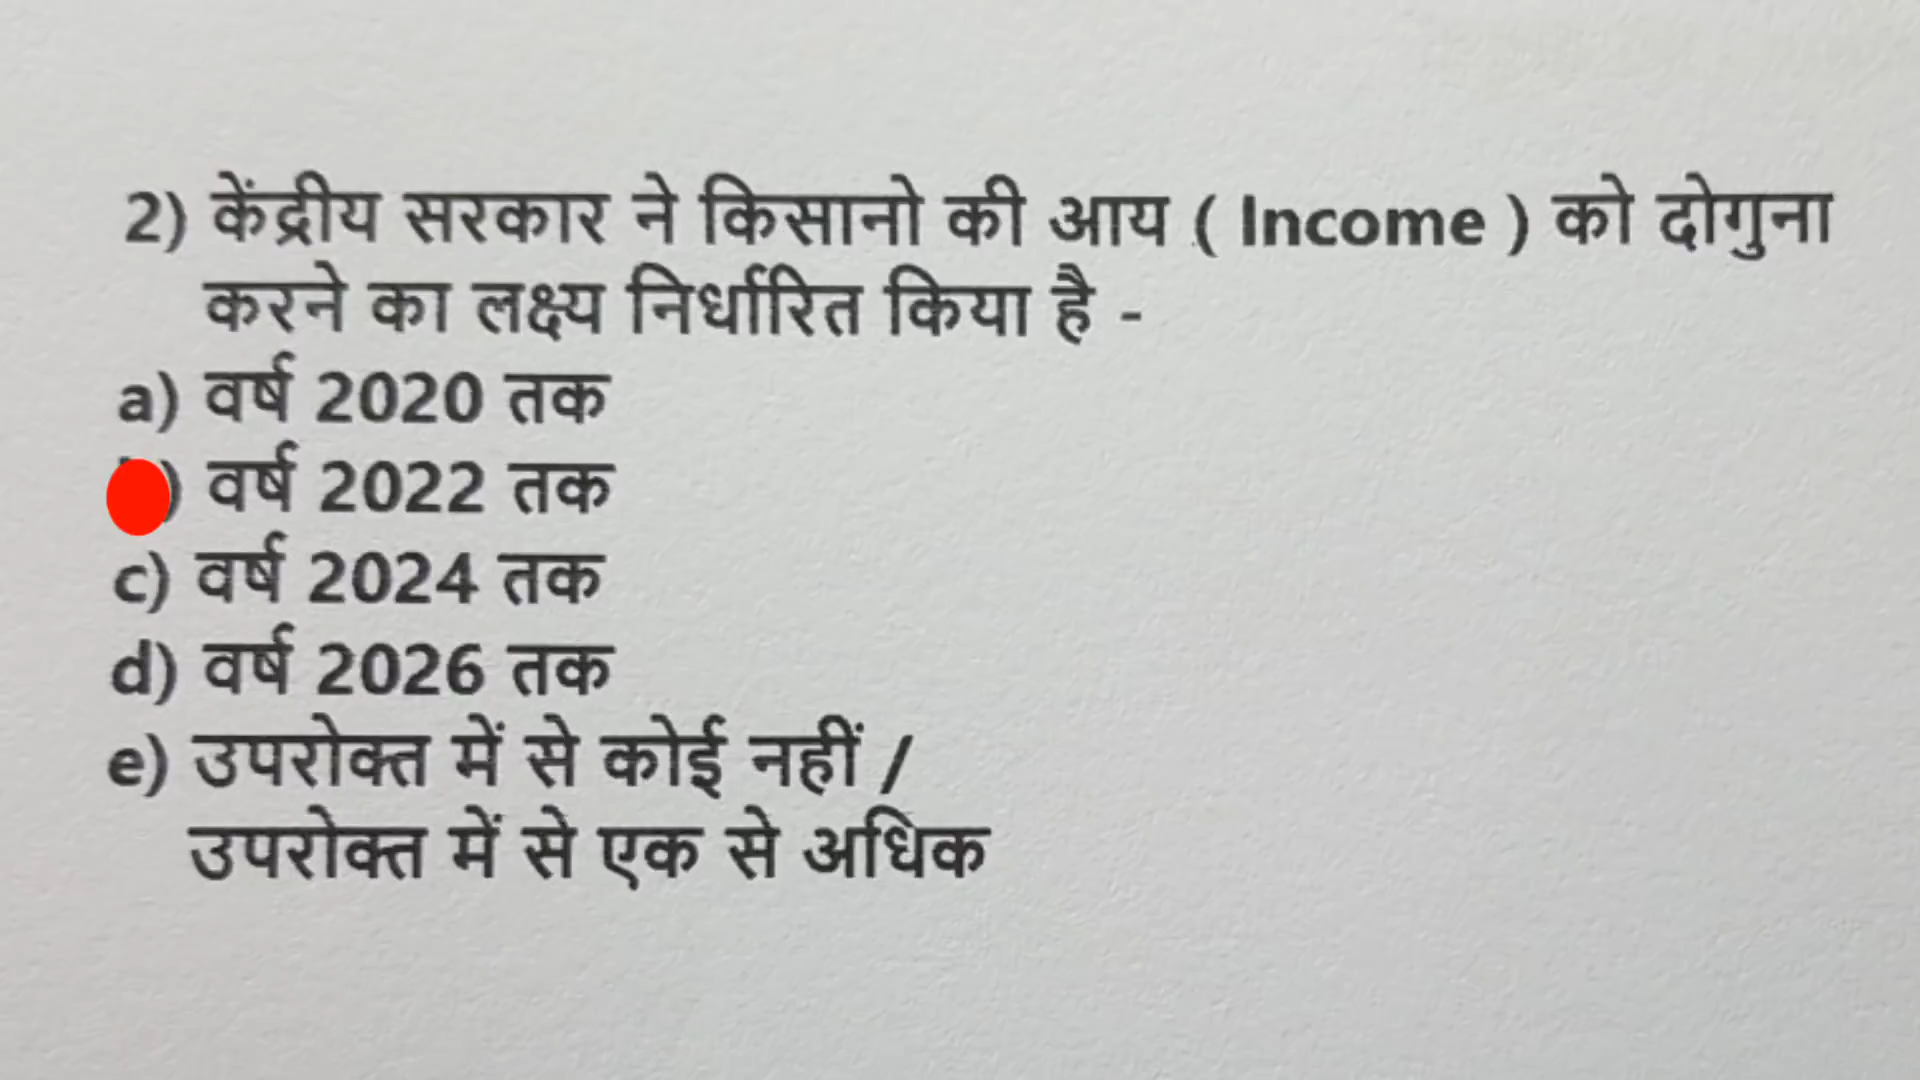 2) केंद्रीय सरकार ने किसानो की आय ( Income ) को दोगुना
करने का लक्ष्य निर्धारित किया है -
a) वर्ष 2020 तक
) वर्ष 2022 तक
c) वर्ष 2024 तक
d) वर्ष 2026 तक
e) उपरोक्त में से कोई नहीं /
उपरोक्त में से एक से अधिक